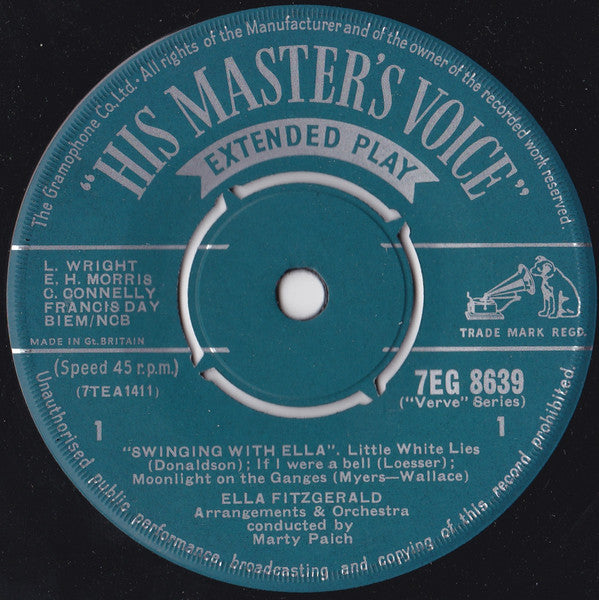 The Gramophone Co. Ltd. · All rights of the Manufacturer and of the owner of the recorded work reserved.
"HIS MASTER'S VOICE"
EXTENDED PLAY
L. WRIGHT
E. H. MORRIS
C. CONNELLY
FRANCIS DAY
BIEM/NCB
MADE IN Gt. BRITAIN
TRADE MARK REGD.
(Speed 45 r.p.m.)
(7TEA1411)
7EG 8639
("Verve" Series)
1
1
"SWINGING WITH ELLA". Little White Lies
(Donaldson); If I were a bell (Loesser);
Moonlight on the Ganges (Myers—Wallace)
ELLA FITZGERALD
Arrangements & Orchestra
conducted by
Marty Paich
Unauthorised public performance, broadcasting and copying of this record prohibited.